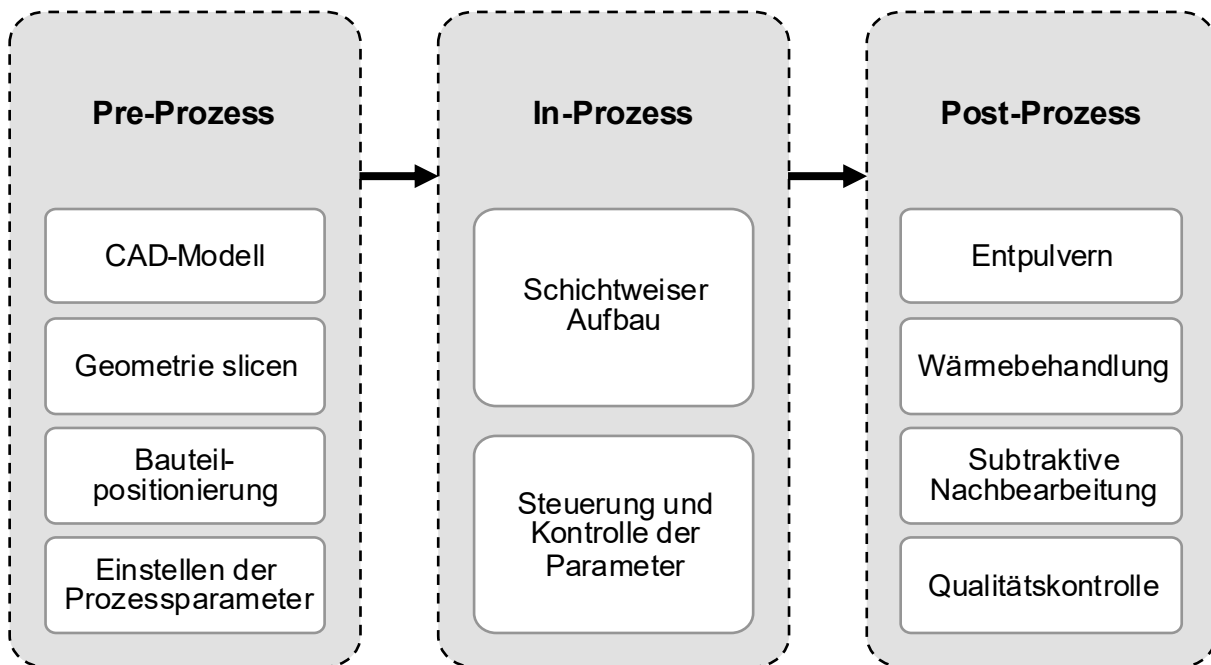 Pre-Prozess
CAD-Modell
Geometrie slicen
Bauteil-
positionierung
Einstellen der
Prozessparameter
In-Prozess
Schichtweiser
Aufbau
Steuerung und
Kontrolle der
Parameter
Post-Prozess
Entpulvern
Wärmebehandlung
Subtraktive
Nachbearbeitung
Qualitätskontrolle